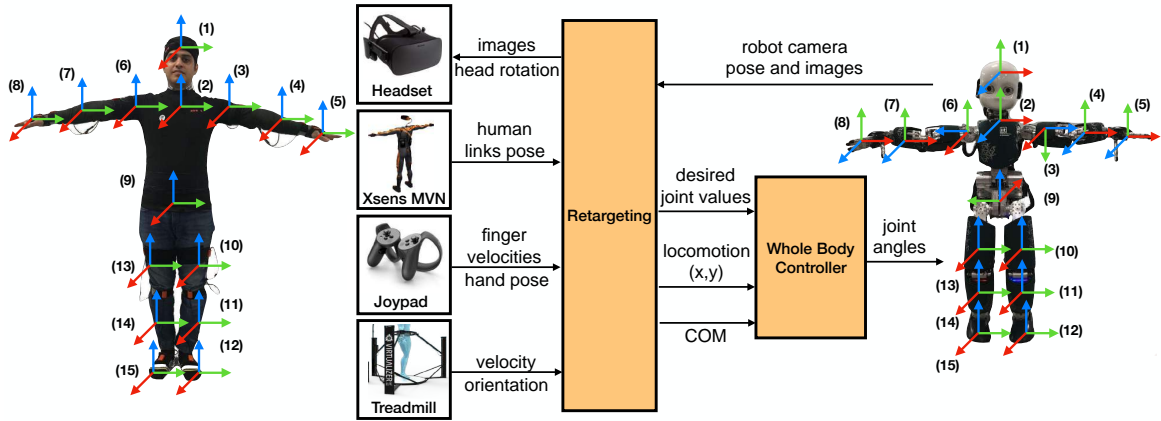 (1)
(2)
(3)
(4)
(5)
(6)
(7)
(8)
(9)
(10)
(11)
(12)
(13)
(14)
(15)
Headset
images
head rotation
Xsens MVN
human
links pose
Joypad
finger
velocities
hand pose
VIRTUALIZER
Treadmill
velocity
orientation
Retargeting
robot camera
pose and images
desired
joint values
locomotion
(x,y)
COM
Whole Body
Controller
joint
angles
(1)
(2)
(3)
(4)
(5)
(6)
(7)
(8)
(9)
(10)
(11)
(12)
(13)
(14)
(15)